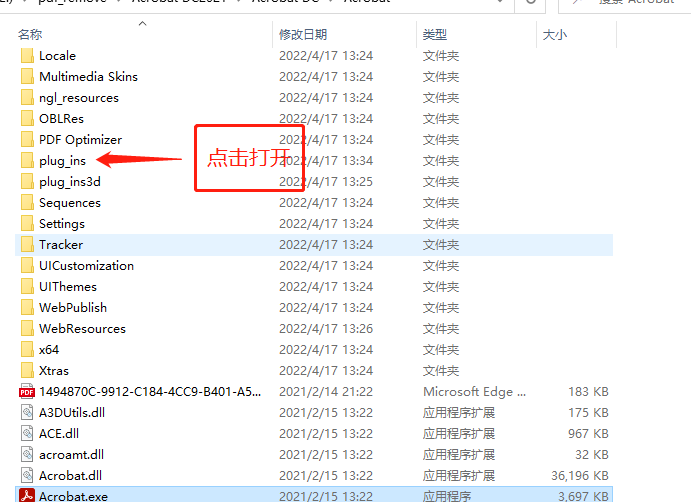 pdf_remove > Acrobat DC2021 > Acrobat DC > Acrobat
搜索 Acrobat
名称 修改日期 类型 大小
Locale 2022/4/17 13:24 文件夹
Multimedia Skins 2022/4/17 13:24 文件夹
ngl_resources 2022/4/17 13:24 文件夹
OBLRes 2022/4/17 13:24 文件夹
PDF Optimizer 2022/4/17 13:24 文件夹
plug_ins 点击打开 2022/4/17 13:34 文件夹
plug_ins3d 2022/4/17 13:25 文件夹
Sequences 2022/4/17 13:24 文件夹
Settings 2022/4/17 13:24 文件夹
Tracker 2022/4/17 13:24 文件夹
UICustomization 2022/4/17 13:24 文件夹
UIThemes 2022/4/17 13:24 文件夹
WebPublish 2022/4/17 13:24 文件夹
WebResources 2022/4/17 13:26 文件夹
x64 2022/4/17 13:24 文件夹
Xtras 2022/4/17 13:24 文件夹
PDF 1494870C-9912-C184-4CC9-B401-A5... 2021/2/14 21:22 Microsoft Edge ... 183 KB
A3DUtils.dll 2021/2/15 13:22 应用程序扩展 175 KB
ACE.dll 2021/2/15 13:22 应用程序扩展 967 KB
acroamt.dll 2021/2/15 13:22 应用程序扩展 32 KB
Acrobat.dll 2021/2/15 13:22 应用程序扩展 36,196 KB
Acrobat.exe 2021/2/15 13:22 应用程序 3,697 KB